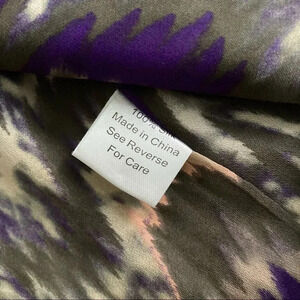 100% Silk
Made in China
See Reverse
For Care